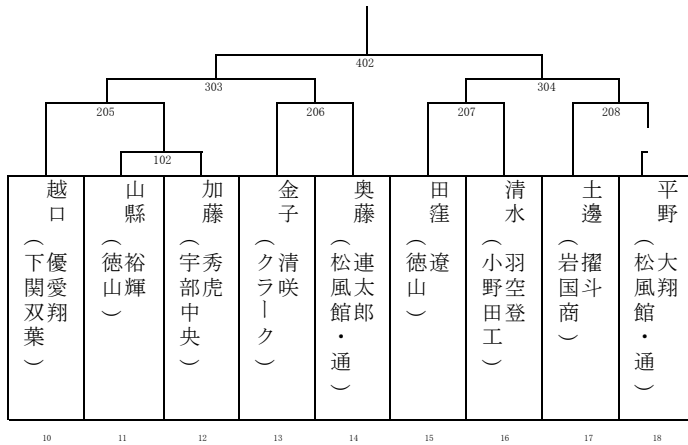 402
303
304
205
206
207
208
102
越口 優愛翔
(下関双葉)
山縣 裕輝
(徳山)
加藤 秀虎
(宇部中央)
金子 清咲
(クラーク)
奥藤 連太郎
(松風館・通)
田窪 遼
(徳山)
清水 羽空登
(小野田工)
土邊 擢斗
(岩国商)
平野 大翔
(松風館・通)
10
11
12
13
14
15
16
17
18